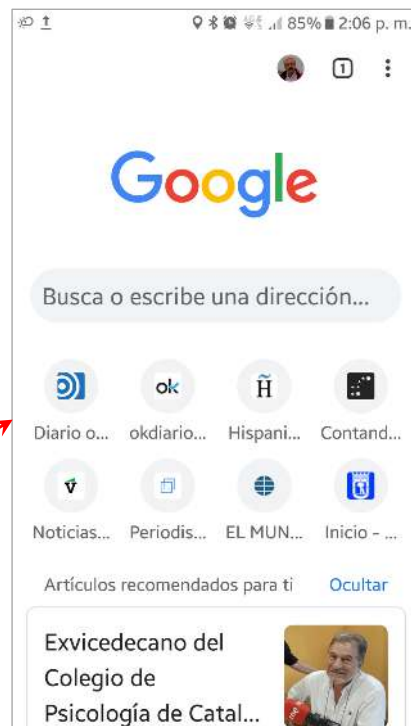 85% 2:06 p. m.
1
Google
Busca o escribe una dirección...
ok Ñ
Diario o... okdiario... Hispani... Contand...
v
Noticias... Periodis... EL MUN... Inicio - ...
Artículos recomendados para ti Ocultar
Exvicedecano del
Colegio de
Psicología de Catal...